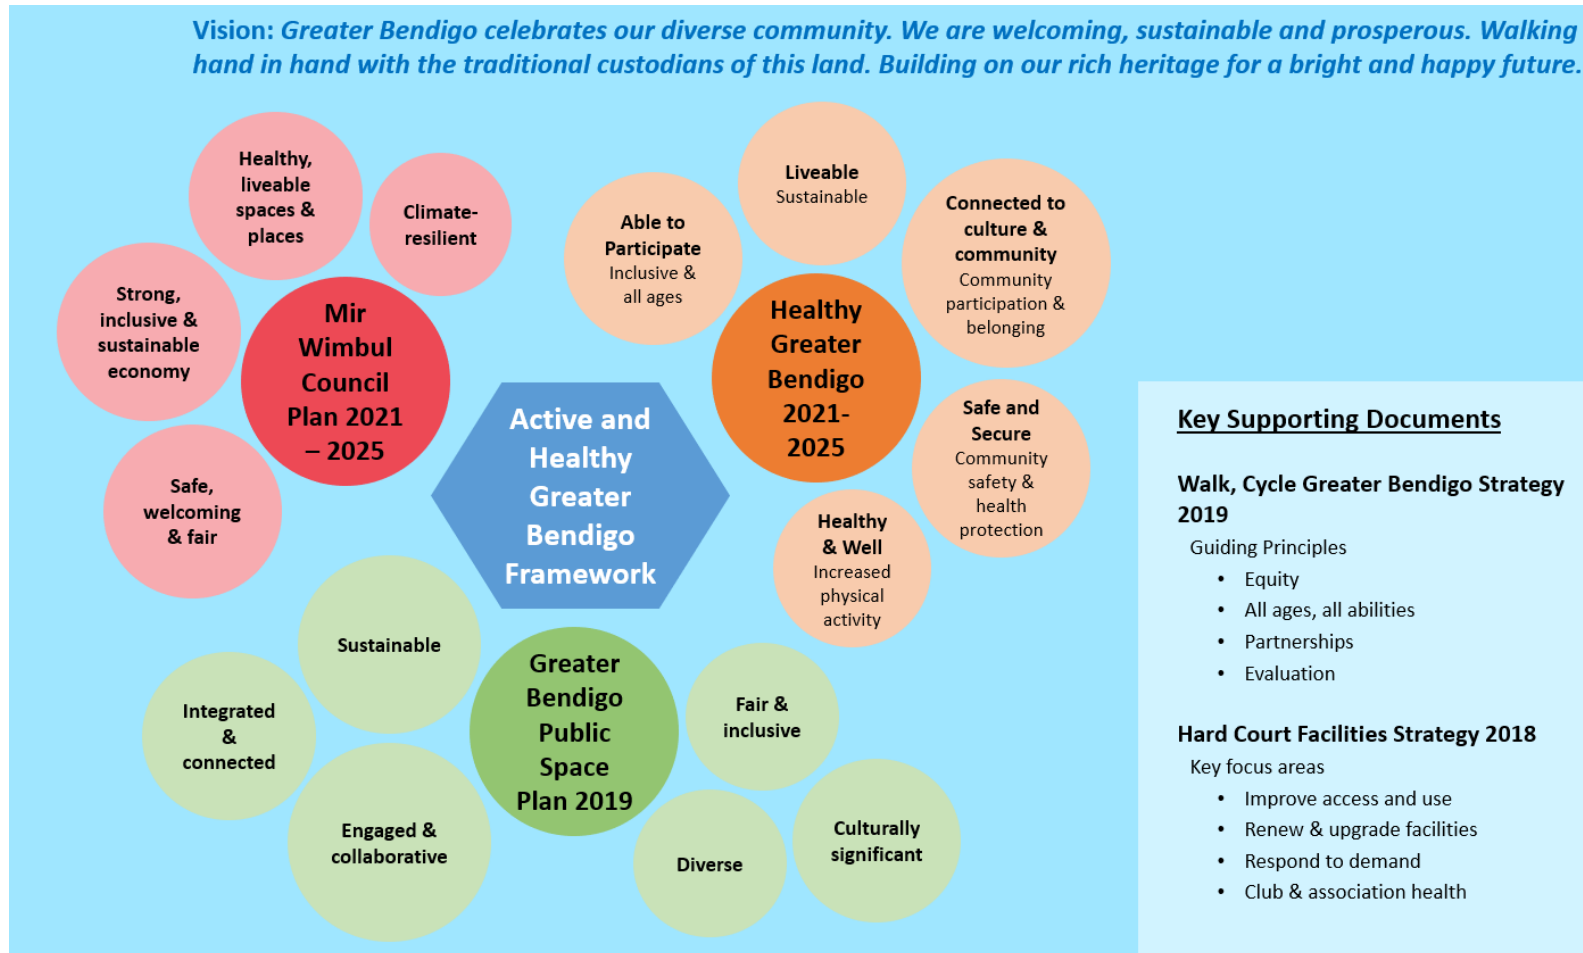 Vision: Greater Bendigo celebrates our diverse community. We are welcoming, sustainable and prosperous. Walking
hand in hand with the traditional custodians of this land. Building on our rich heritage for a bright and happy future.
Healthy,
liveable
spaces &
places
Climate-
resilient
Strong,
inclusive &
sustainable
economy
Mir
Wimbul
Council
Plan 2021
– 2025
Safe,
welcoming
& fair
Able to
Participate
Inclusive &
all ages
Liveable
Sustainable
Connected to
culture &
community
Community
participation &
belonging
Healthy
Greater
Bendigo
2021-
2025
Safe and
Secure
Community
safety &
health
protection
Healthy
& Well
Increased
physical
activity
Active and
Healthy
Greater
Bendigo
Framework
Sustainable
Integrated
&
connected
Engaged &
collaborative
Greater
Bendigo
Public
Space
Plan 2019
Fair &
inclusive
Diverse
Culturally
significant
Key Supporting Documents
Walk, Cycle Greater Bendigo Strategy
2019
Guiding Principles
• Equity
• All ages, all abilities
• Partnerships
• Evaluation
Hard Court Facilities Strategy 2018
Key focus areas
• Improve access and use
• Renew & upgrade facilities
• Respond to demand
• Club & association health